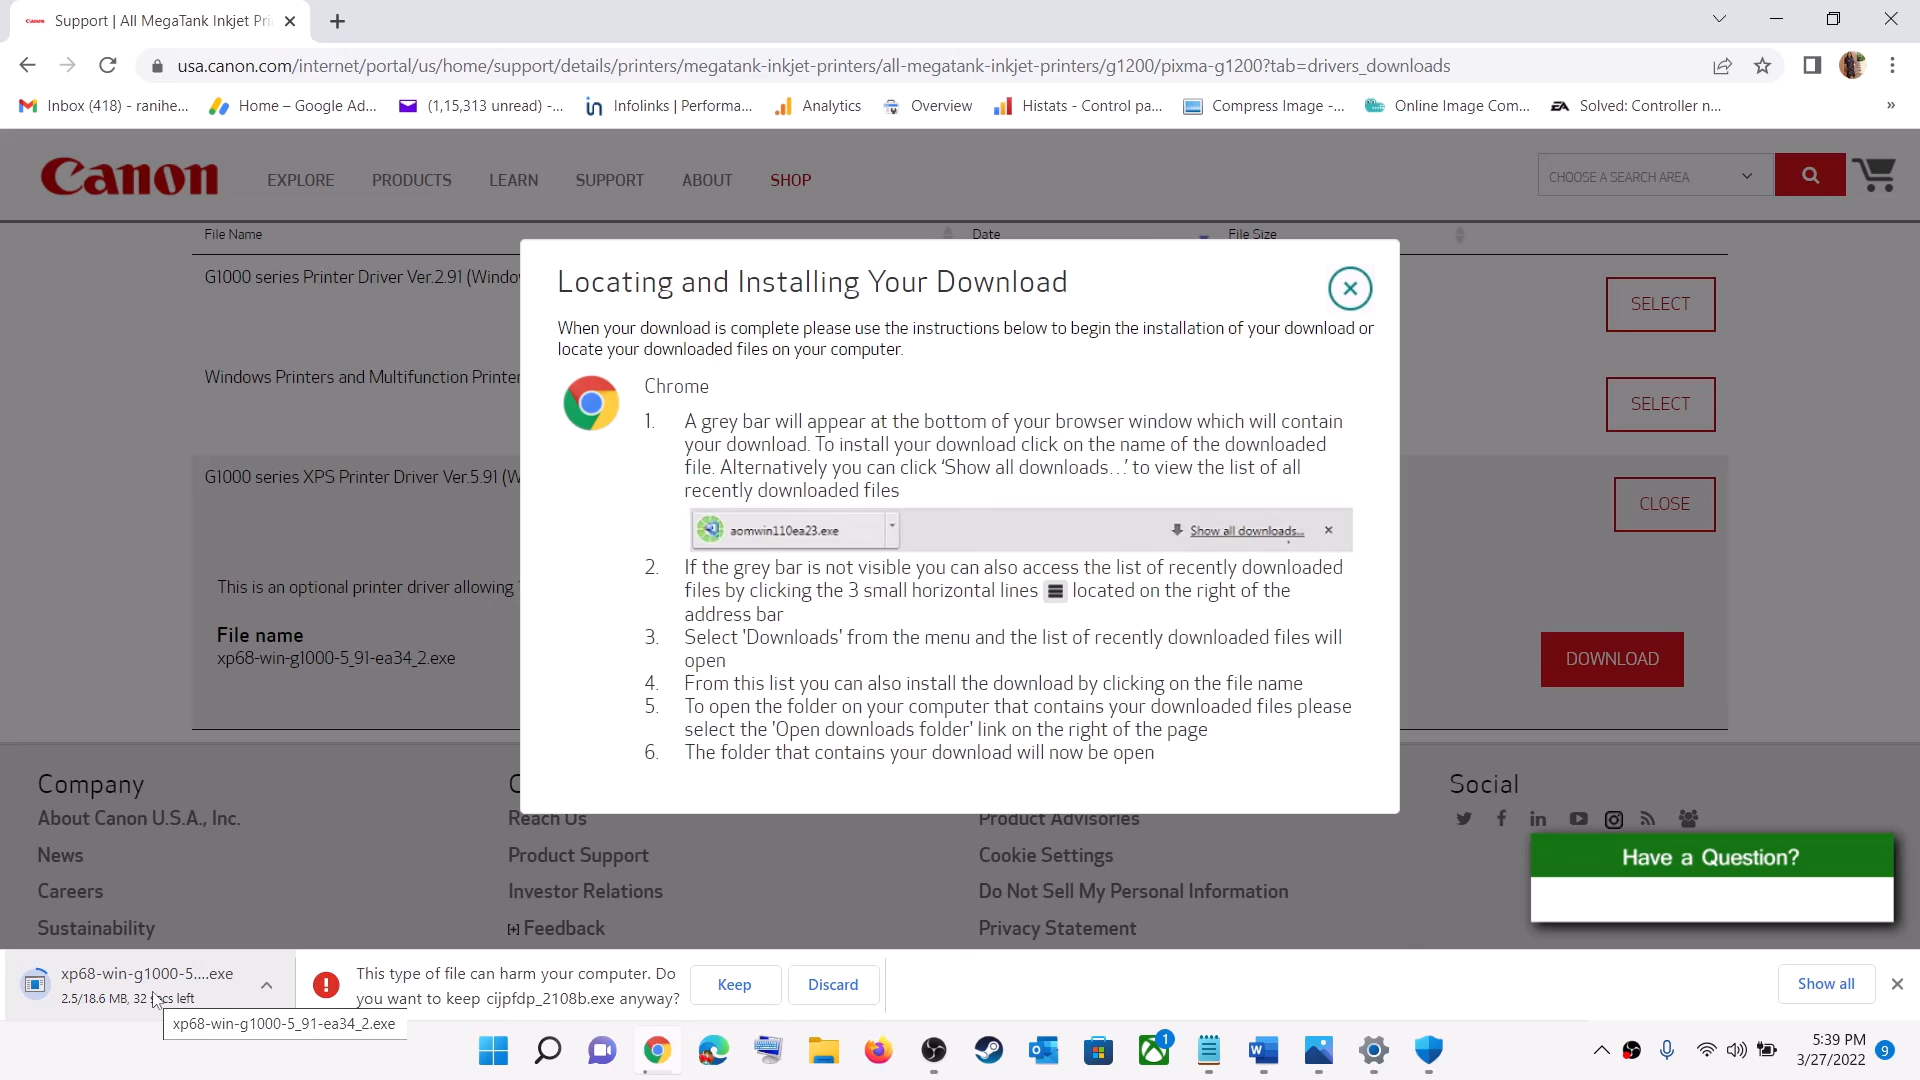 Canon Support | All MegaTank Inkjet Pri
usa.canon.com/internet/portal/us/home/support/details/printers/megatank-inkjet-printers/all-megatank-inkjet-printers/g1200/pixma-g1200?tab=drivers_downloads
Inbox (418) - ranihe... Home – Google Ad... (1,15,313 unread) -... Infolinks | Performa... Analytics Overview Histats - Control pa... Compress Image -... Online Image Com... EA Solved: Controller n... »
Canon EXPLORE PRODUCTS LEARN SUPPORT ABOUT SHOP CHOOSE A SEARCH AREA
File Name Date File Size
G1000 series Printer Driver Ver.2.91 (Windo
SELECT
Windows Printers and Multifunction Printe
SELECT
G1000 series XPS Printer Driver Ver.5.91 (W
CLOSE
This is an optional printer driver allowing
File name
xp68-win-g1000-5_91-ea34_2.exe
DOWNLOAD
Locating and Installing Your Download
When your download is complete please use the instructions below to begin the installation of your download or
locate your downloaded files on your computer.
Chrome
1. A grey bar will appear at the bottom of your browser window which will contain
your download. To install your download click on the name of the downloaded
file. Alternatively you can click ‘Show all downloads…’ to view the list of all
recently downloaded files
aomwin110ea23.exe Show all downloads...
2. If the grey bar is not visible you can also access the list of recently downloaded
files by clicking the 3 small horizontal lines located on the right of the
address bar
3. Select 'Downloads' from the menu and the list of recently downloaded files will
open
4. From this list you can also install the download by clicking on the file name
5. To open the folder on your computer that contains your downloaded files please
select the 'Open downloads folder' link on the right of the page
6. The folder that contains your download will now be open
Company
About Canon U.S.A., Inc.
News
Careers
Sustainability
C
Reach Us
Product Support
Investor Relations
[+] Feedback
Product Advisories
Cookie Settings
Do Not Sell My Personal Information
Privacy Statement
Social
Have a Question?
xp68-win-g1000-5....exe
2.5/18.6 MB, 32 left
This type of file can harm your computer. Do
you want to keep cijpfdp_2108b.exe anyway?
Keep Discard
Show all
xp68-win-g1000-5_91-ea34_2.exe
1
5:39 PM
3/27/2022
9